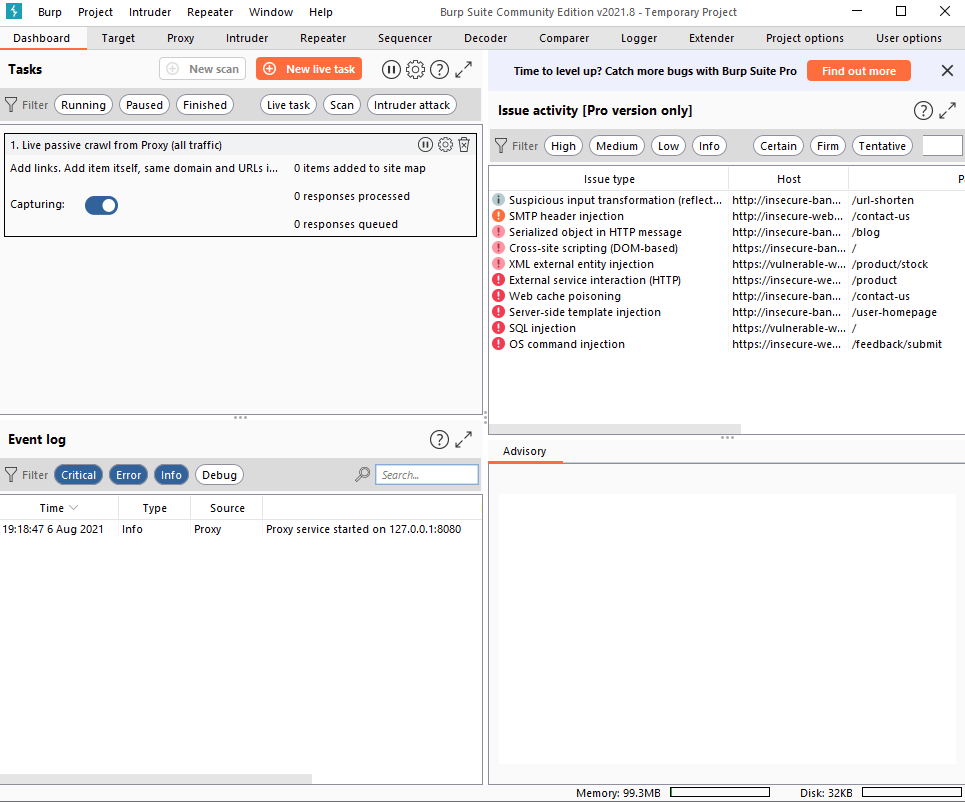 Burp Project Intruder Repeater Window Help Burp Suite Community Edition v2021.8 - Temporary Project
Dashboard Target Proxy Intruder Repeater Sequencer Decoder Comparer Logger Extender Project options User options
Tasks New scan New live task
Filter Running Paused Finished Live task Scan Intruder attack
1. Live passive crawl from Proxy (all traffic)
Add links. Add item itself, same domain and URLs i... 0 items added to site map
0 responses processed
Capturing:
0 responses queued
Event log
Filter Critical Error Info Debug Search...
Time Type Source
19:18:47 6 Aug 2021 Info Proxy Proxy service started on 127.0.0.1:8080
Time to level up? Catch more bugs with Burp Suite Pro Find out more
Issue activity [Pro version only]
Filter High Medium Low Info Certain Firm Tentative
Issue type Host P
Suspicious input transformation (reflect... http://insecure-ban... /url-shorten
SMTP header injection http://insecure-web... /contact-us
Serialized object in HTTP message http://insecure-ban... /blog
Cross-site scripting (DOM-based) http://insecure-ban... /
XML external entity injection https://vulnerable-w... /product/stock
External service interaction (HTTP) https://insecure-we... /product
Web cache poisoning http://insecure-ban... /contact-us
Server-side template injection http://insecure-ban... /user-homepage
SQL injection https://vulnerable-w... /
OS command injection https://insecure-we... /feedback/submit
Advisory
Memory: 99.3MB Disk: 32KB